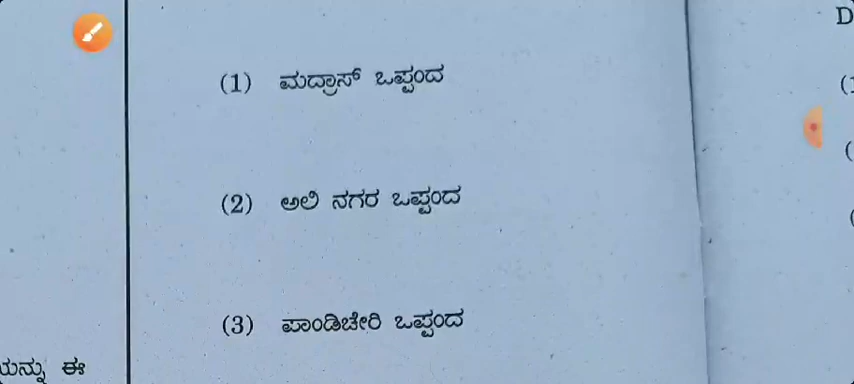 D
(1) ಮದ್ರಾಸ್ ಒಪ್ಪಂದ
(2) ಅಲಿ ನಗರ ಒಪ್ಪಂದ
(3) ಪಾಂಡಿಚೇರಿ ಒಪ್ಪಂದ
ಯನ್ನು ಈ